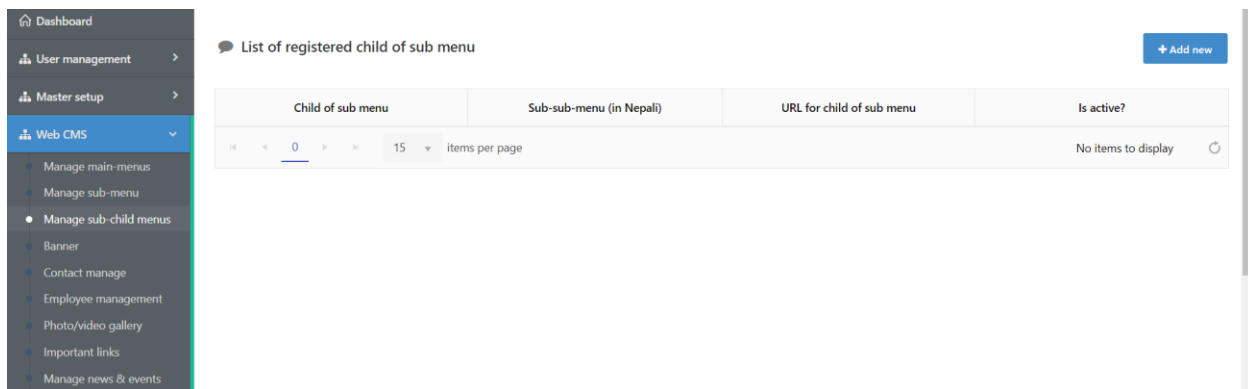 Dashboard
User management
Master setup
Web CMS
Manage main-menus
Manage sub-menu
Manage sub-child menus
Banner
Contact manage
Employee management
Photo/video gallery
Important links
Manage news & events
List of registered child of sub menu
+ Add new
Child of sub menu Sub-sub-menu (in Nepali) URL for child of sub menu Is active?
0 15 items per page No items to display